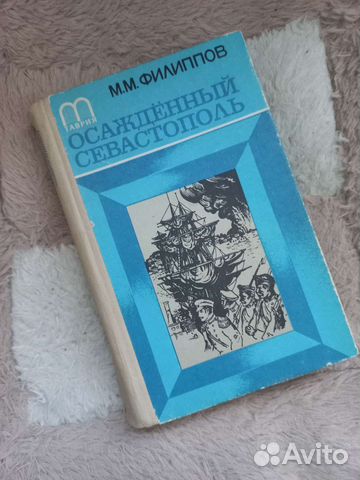 М.М.ФИЛИППОВ
ТАВРИЯ
ОСАЖДЁННЫЙ
СЕВАСТОПОЛЬ
Avito